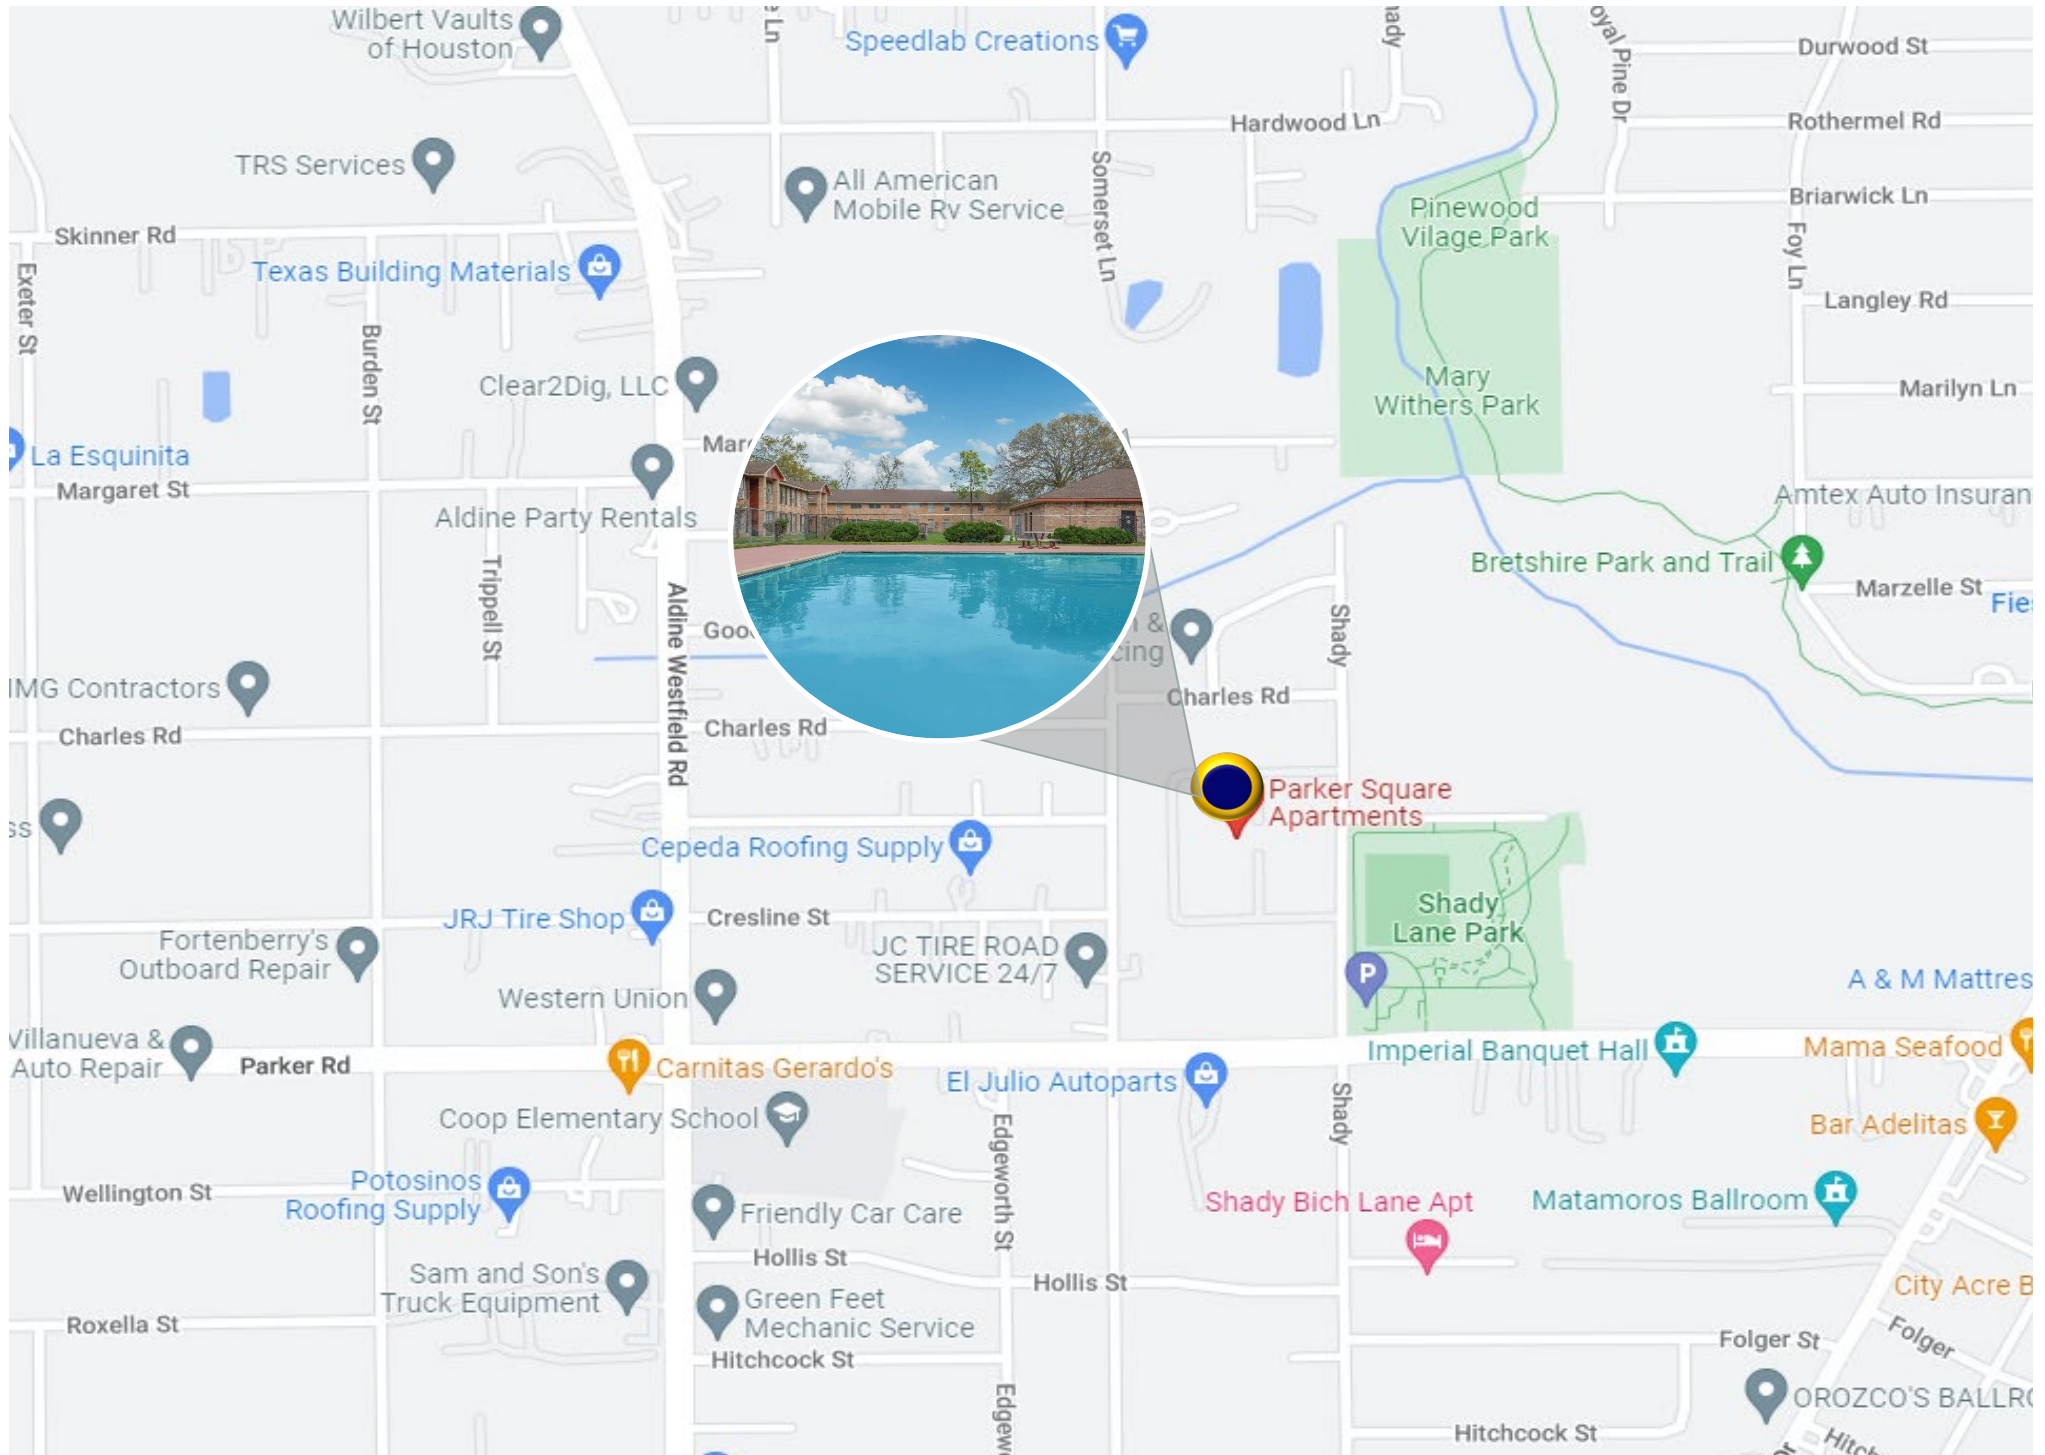 Wilbert Vaults
of Houston
Speedlab Creations
Shady
Royal Pine Dr
Durwood St
Hardwood Ln
Rothermel Rd
TRS Services
All American
Mobile Rv Service
Somerset Ln
Pinewood
Vilage Park
Briarwick Ln
Skinner Rd
Texas Building Materials
Foy Ln
Langley Rd
Exeter St
Burden St
Clear2Dig, LLC
Mary
Withers Park
Marilyn Ln
La Esquinita
Margaret St
Aldine Party Rentals
Amtex Auto Insuran
Bretshire Park and Trail
Marzelle St
Trippell St
Aldine Westfield Rd
Shady
IMG Contractors
Charles Rd
Charles Rd
Charles Rd
Parker Square
Apartments
Cepeda Roofing Supply
JRJ Tire Shop
Cresline St
Shady
Lane Park
Fortenberry's
Outboard Repair
JC TIRE ROAD
SERVICE 24/7
P
A & M Mattres
Western Union
Villanueva &
Auto Repair
Parker Rd
Carnitas Gerardo's
El Julio Autoparts
Imperial Banquet Hall
Mama Seafood
Coop Elementary School
Edgeworth St
Shady
Bar Adelitas
Potosinos
Roofing Supply
Wellington St
Friendly Car Care
Shady Bich Lane Apt
Matamoros Ballroom
Hollis St
Hollis St
Sam and Son's
Truck Equipment
Green Feet
Mechanic Service
City Acre B
Roxella St
Hitchcock St
Folger St
Folger
Edgew
OROZCO'S BALLRO
Hitchcock St
Hitch